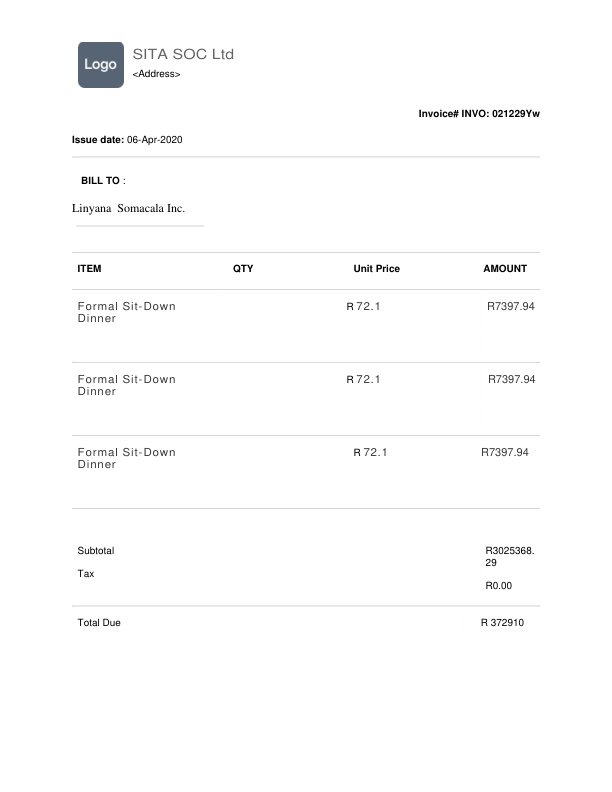 Logo
SITA SOC Ltd
<Address>
Invoice# INVO: 021229Yw
Issue date: 06-Apr-2020
BILL TO :
Linyana Somacala Inc.
ITEM QTY Unit Price AMOUNT
Formal Sit-Down R 72.1 R7397.94
Dinner
Formal Sit-Down R 72.1 R7397.94
Dinner
Formal Sit-Down R 72.1 R7397.94
Dinner
Subtotal R3025368.
29
Tax
R0.00
Total Due R 372910